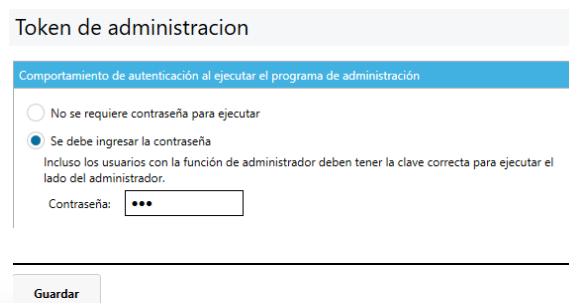 Token de administracion
Comportamiento de autenticación al ejecutar el programa de administración
No se requiere contraseña para ejecutar
Se debe ingresar la contraseña
Incluso los usuarios con la función de administrador deben tener la clave correcta para ejecutar el
lado del administrador.
Contraseña: •••
Guardar